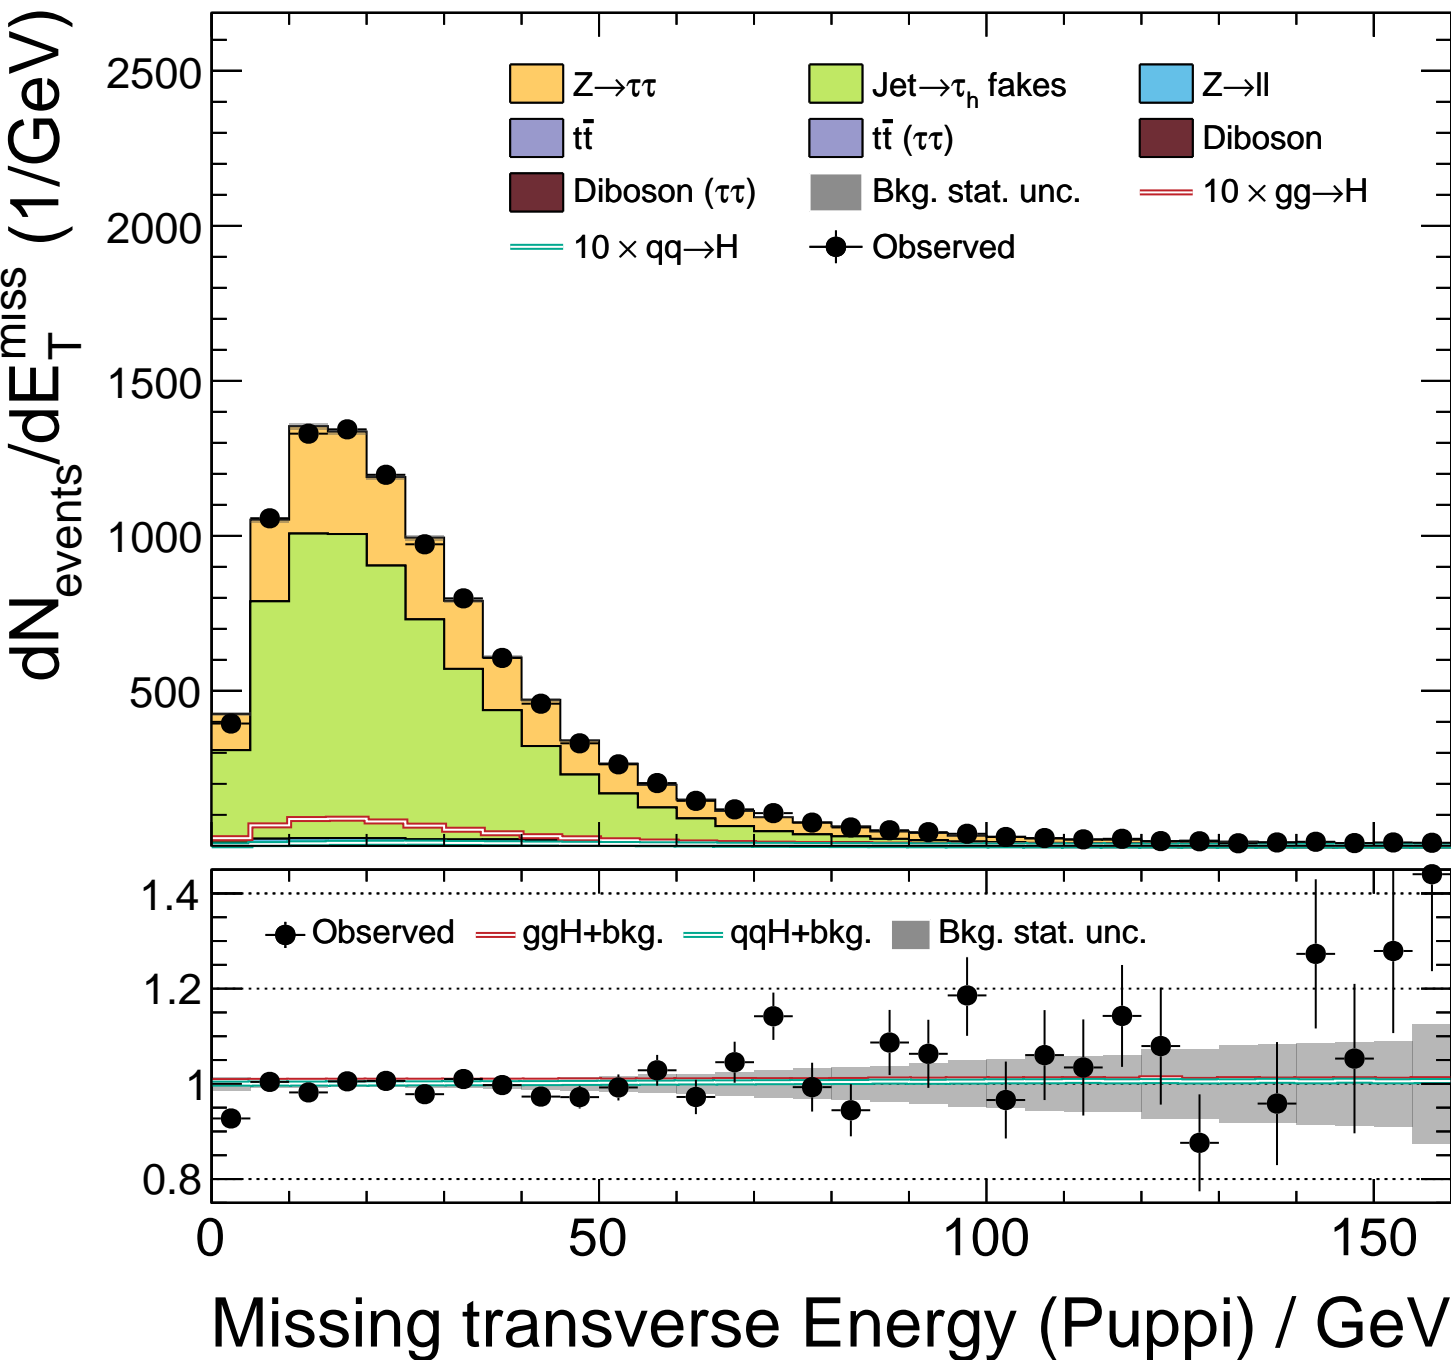 dN_events/dE_T^miss (1/GeV)
2500
2000
1500
1000
500
Z→ττ Jet→τ_h fakes Z→ll
tt̄ tt̄ (ττ) Diboson
Diboson (ττ) Bkg. stat. unc. 10 × gg→H
10 × qq→H Observed
1.4
1.2
1
0.8
Observed ggH+bkg. qqH+bkg. Bkg. stat. unc.
0 50 100 150
Missing transverse Energy (Puppi) / GeV